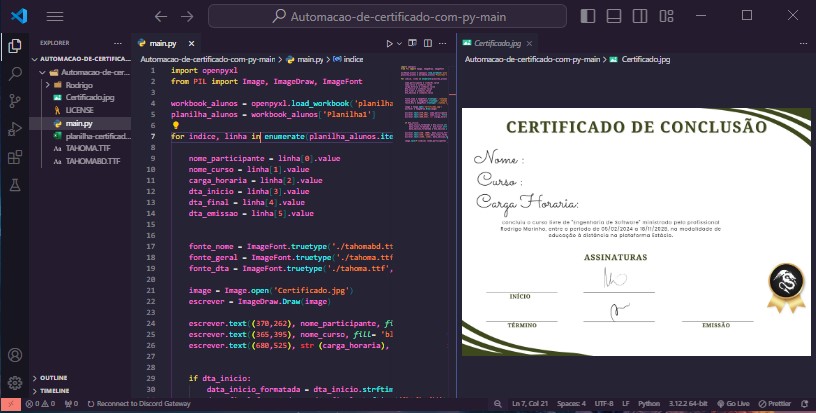 Automacao-de-certificado-com-py-main
EXPLORER
AUTOMACAO-DE-CERTIFICA...
Automacao-de-cer...
Rodrigo
Certificado.jpg
LICENSE
main.py
planilha-certificad...
TAHOMA.TTF
TAHOMABD.TTF
OUTLINE
TIMELINE
main.py
Automacao-de-certificado-com-py-main > main.py > indice
1 import openpyxl
2 from PIL import Image, ImageDraw, ImageFont
3
4 workbook_alunos = openpyxl.load_workbook('planilha
5 planilha_alunos = workbook_alunos['Planilha1']
6
7 for indice, linha in enumerate(planilha_alunos.ite
8
9 nome_participante = linha[0].value
10 nome_curso = linha[1].value
11 carga_horaria = linha[2].value
12 dta_inicio = linha[3].value
13 dta_final = linha[4].value
14 dta_emissao = linha[5].value
15
16
17 fonte_nome = ImageFont.truetype('./tahomabd.tt
18 fonte_geral = ImageFont.truetype('./tahoma.ttf
19 fonte_dta = ImageFont.truetype('./tahoma.ttf',
20
21 image = Image.open('Certificado.jpg')
22 escrever = ImageDraw.Draw(image)
23
24 escrever.text((370,262), nome_participante, fi
25 escrever.text((365,395), nome_curso, fill= 'bl
26 escrever.text((680,525), str (carga_horaria),
27
28
29 if dta_inicio:
30 data_inicio_formatada = dta_inicio.strftim
Certificado.jpg
Automacao-de-certificado-com-py-main > Certificado.jpg
CERTIFICADO DE CONCLUSÃO
Nome :
Curso :
Carga Horaria:
concluiu o curso livre de "Engenharia de Software" ministrado pelo profissional
Rodrigo Marinho, entre o período de 05/02/2024 a 18/11/2025, na modalidade de
educação à distância na plataforma Estácio.
ASSINATURAS
INÍCIO
TÉRMINO
EMISSÃO
0 0 0 Reconnect to Discord Gateway
Ln 7, Col 21 Spaces: 4 UTF-8 LF Python 3.12.2 64-bit Go Live Prettier